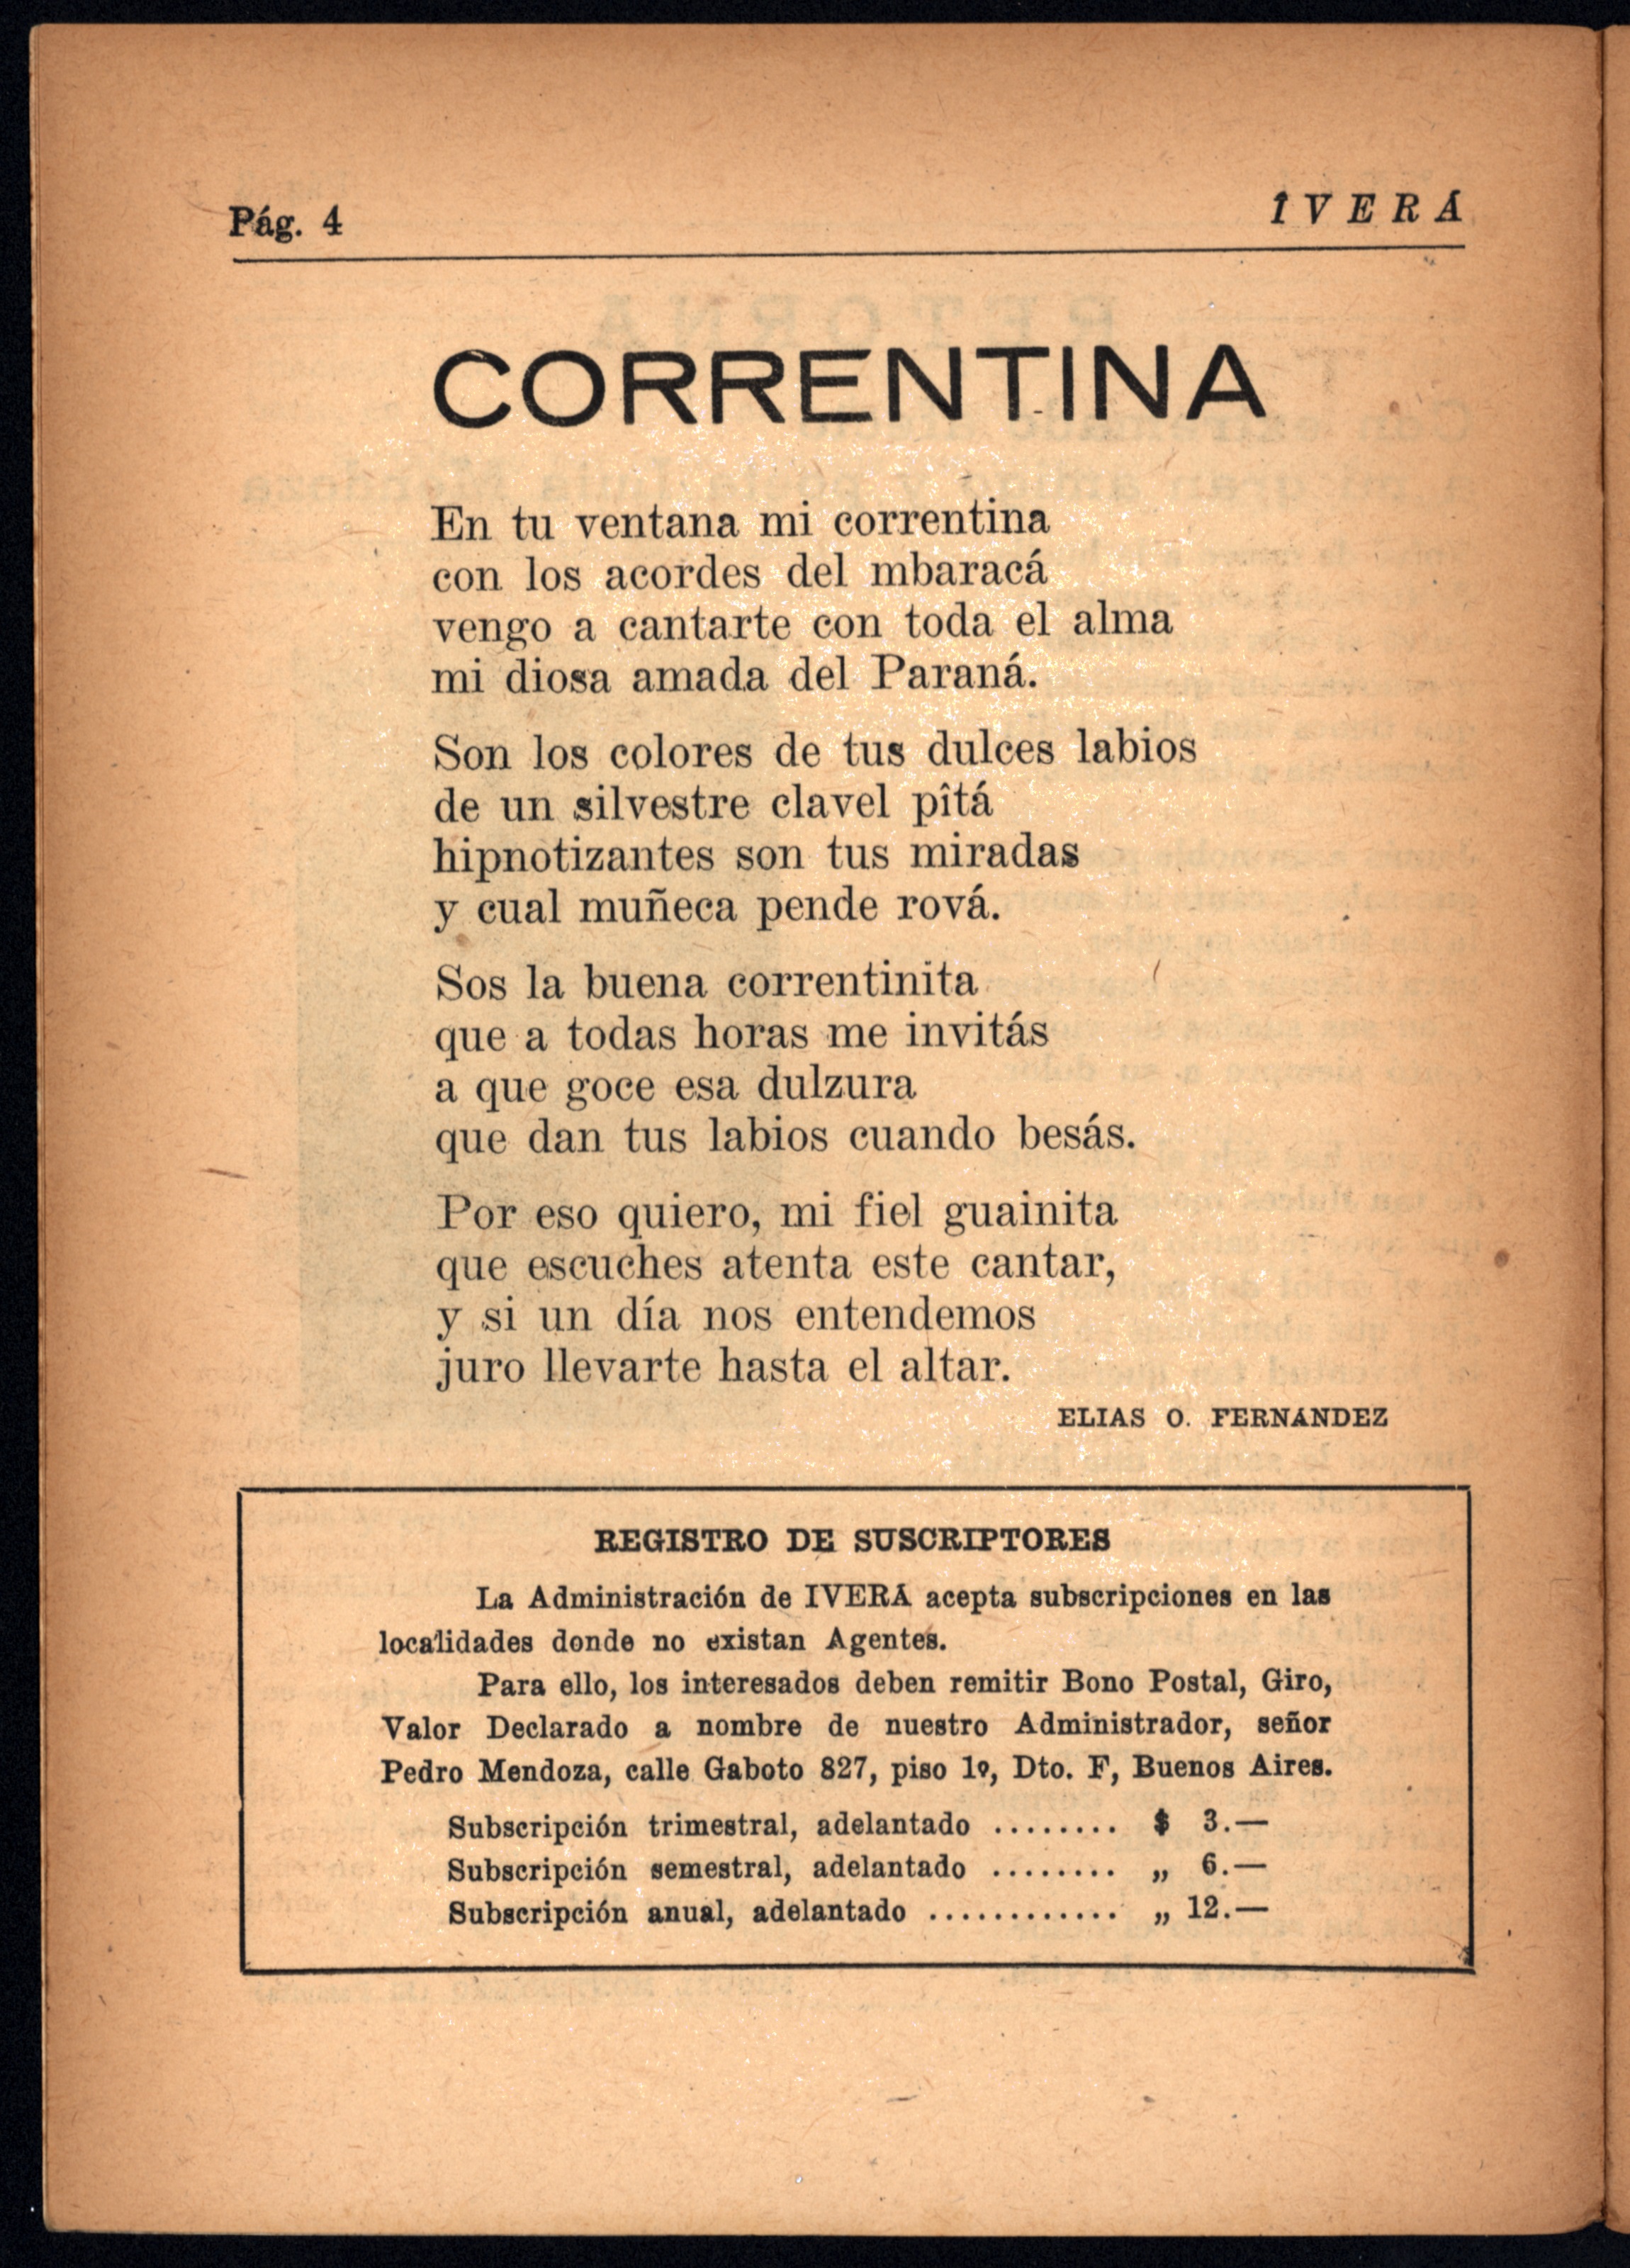 Pág. 4
ÎVERÁ
CORRENTINA
En tu ventana mi correntina
con los acordes del mbaracá
vengo a cantarte con toda el alma
mi diosa amada del Paraná.
Son los colores de tus dulces labios
de un silvestre clavel pîtá
hipnotizantes son tus miradas
y cual muñeca pende rová.
Sos la buena correntinita
que a todas horas me invitás
a que goce esa dulzura
que dan tus labios cuando besás.
Por eso quiero, mi fiel guainita
que escuches atenta este cantar,
y si un día nos entendemos
juro llevarte hasta el altar.
ELIAS O. FERNÁNDEZ
REGISTRO DE SUSCRIPTORES
La Administración de IVERÁ acepta subscripciones en las
localidades donde no existan Agentes.
Para ello, los interesados deben remitir Bono Postal, Giro,
Valor Declarado a nombre de nuestro Administrador, señor
Pedro Mendoza, calle Gaboto 827, piso 1º, Dto. F, Buenos Aires.
Subscripción trimestral, adelantado ........ $ 3.—
Subscripción semestral, adelantado ........ „ 6.—
Subscripción anual, adelantado ............ „ 12.—